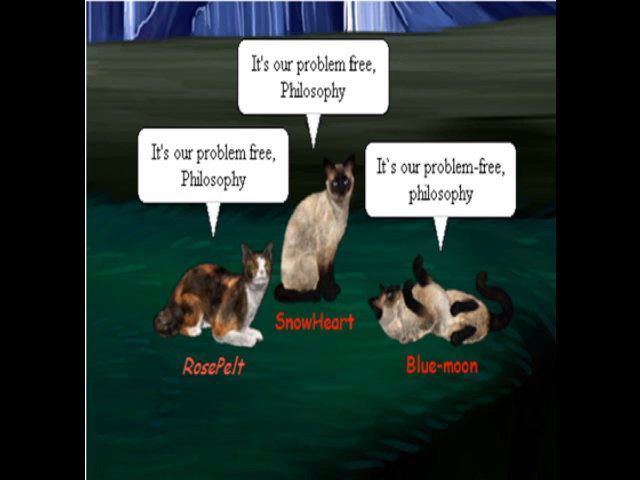 It's our problem free,
Philosophy
It's our problem free,
Philosophy
It`s our problem-free,
philosophy
SnowHeart
RosePelt
Blue-moon